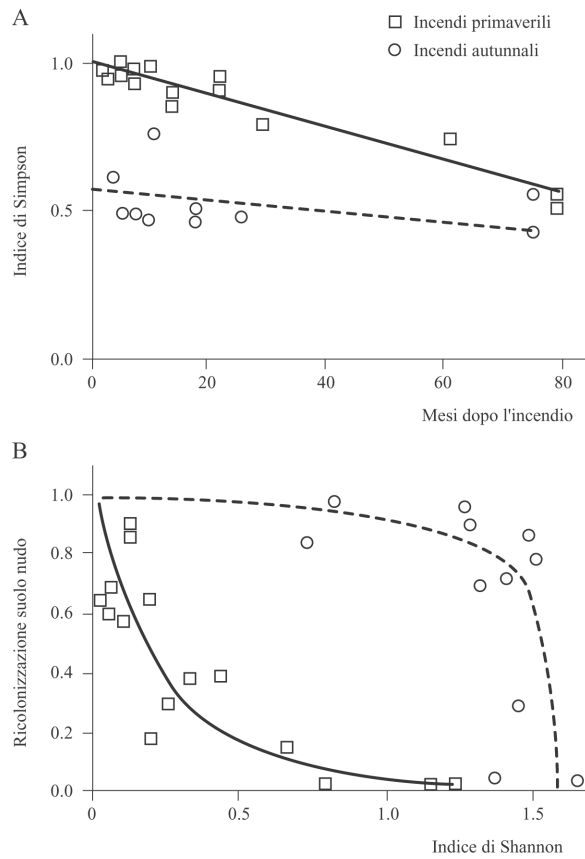 A
Incendi primaverili
Incendi autunnali
Indice di Simpson
1.0
0.5
0.0
0
20
40
60
80
Mesi dopo l'incendio
B
Ricolonizzazione suolo nudo
1.0
0.8
0.6
0.4
0.2
0.0
0
0.5
1.0
1.5
Indice di Shannon